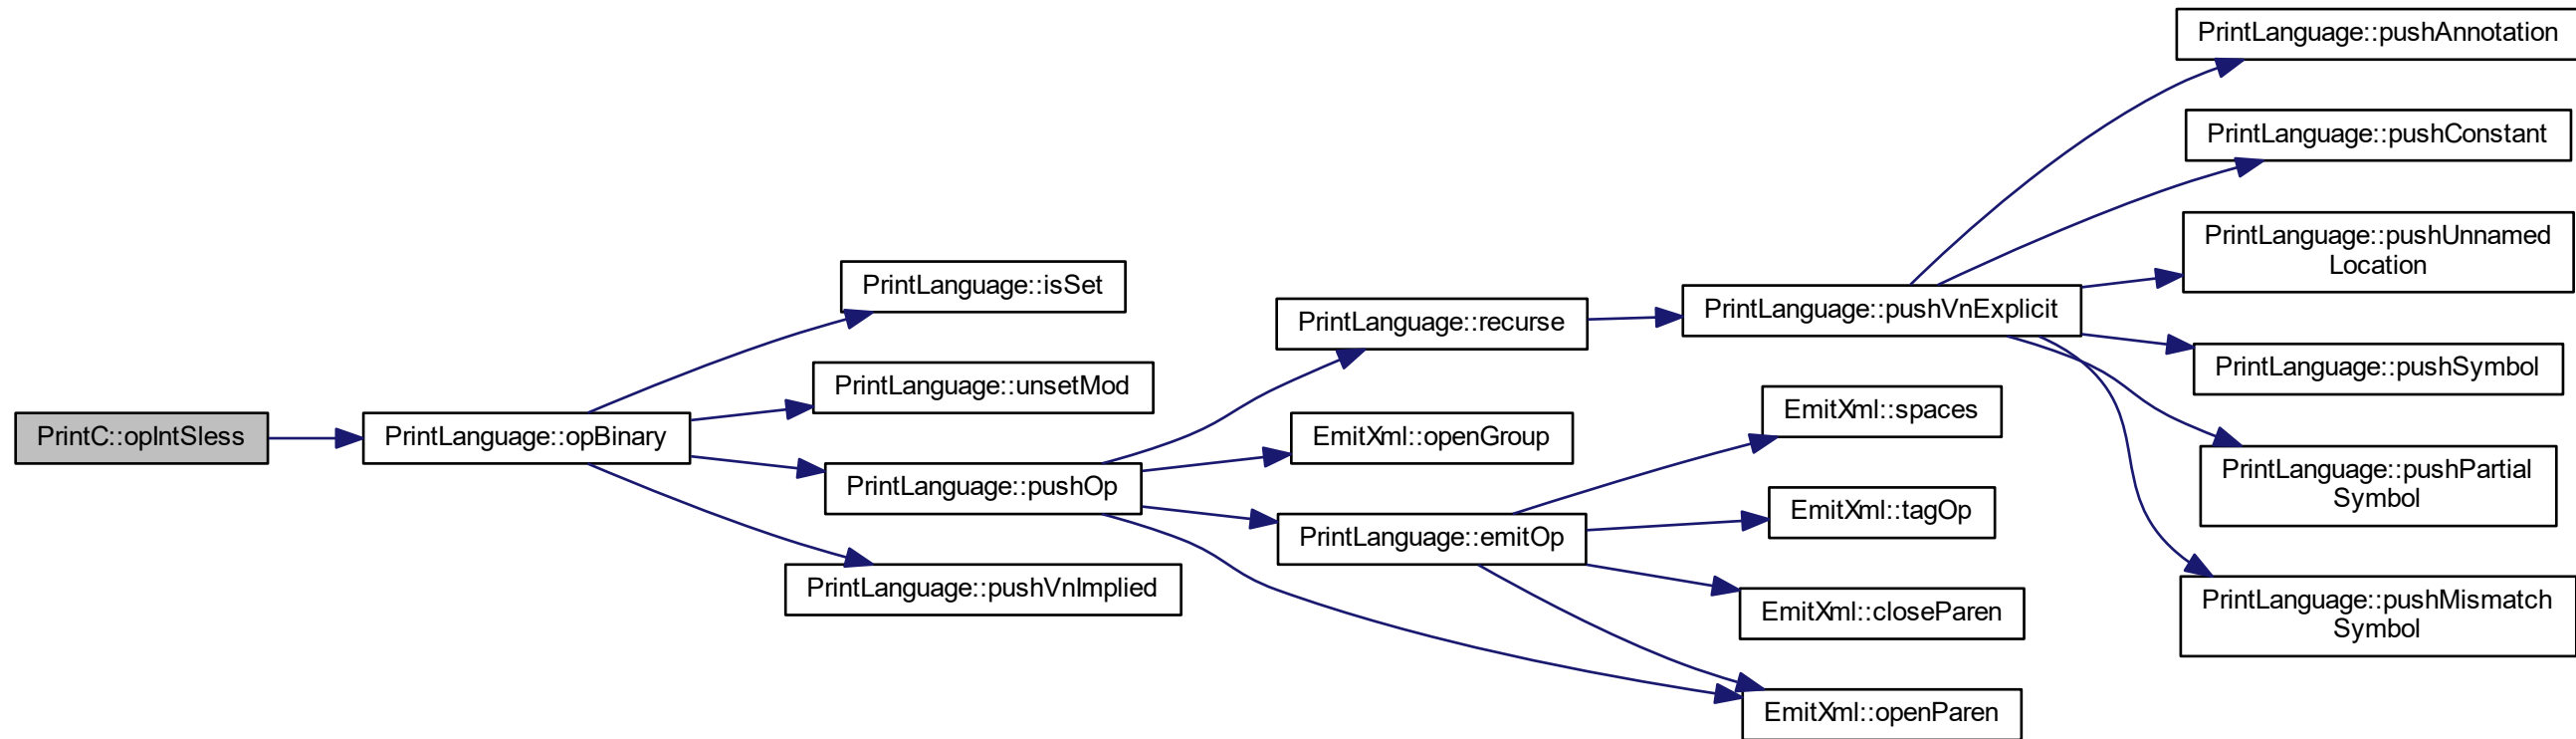 PrintLanguage::pushAnnotation
PrintLanguage::pushConstant
PrintLanguage::pushUnnamed
Location
PrintLanguage::isSet
PrintLanguage::recurse
PrintLanguage::pushVnExplicit
PrintLanguage::pushSymbol
PrintLanguage::unsetMod
EmitXml::spaces
PrintC::opIntSless
PrintLanguage::opBinary
EmitXml::openGroup
PrintLanguage::pushPartial
Symbol
PrintLanguage::pushOp
EmitXml::tagOp
PrintLanguage::emitOp
PrintLanguage::pushVnImplied
EmitXml::closeParen
PrintLanguage::pushMismatch
Symbol
EmitXml::openParen